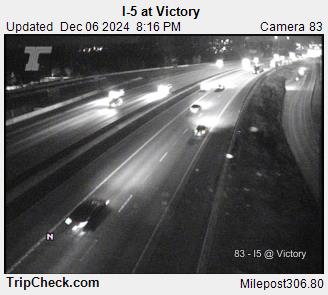 I-5 at Victory
Updated Dec 06 2024 8:16 PM Camera 83
T
N
83 - I5 @ Victory
TripCheck.com Milepost306.80